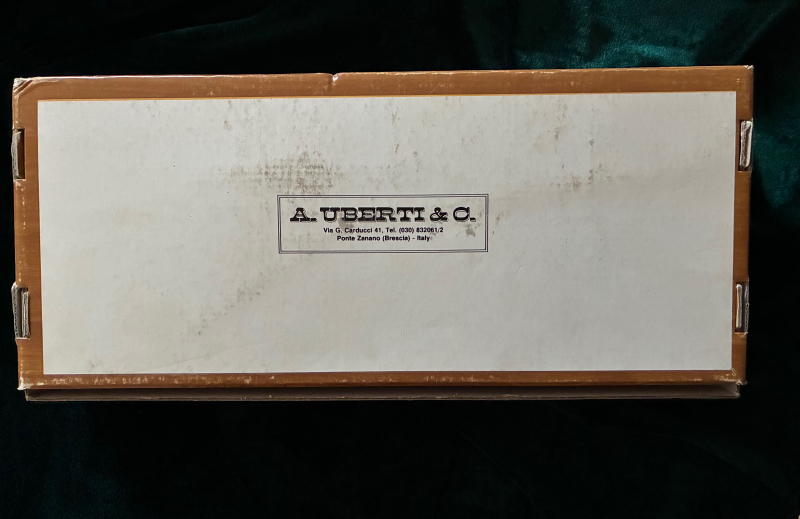 A. UBERTI & C.
Via G. Carducci 41, Tel. (030) 832061/2
Ponte Zanano (Brescia) - Italy